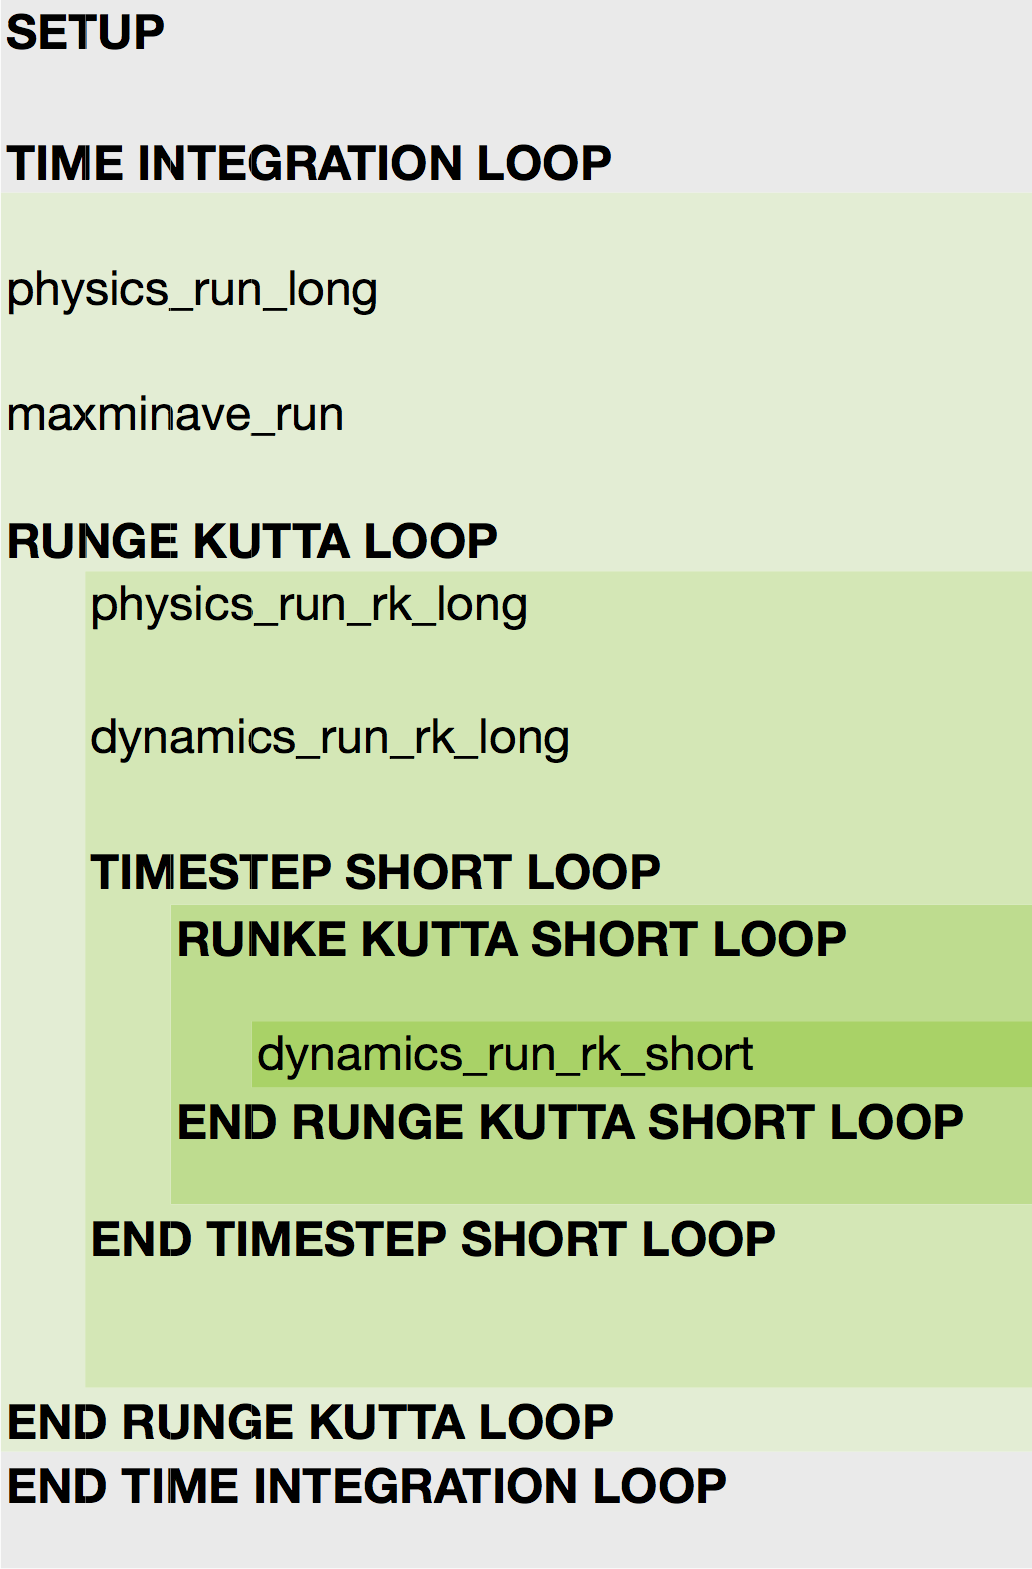 SETUP
TIME INTEGRATION LOOP
physics_run_long
maxminave_run
RUNGE KUTTA LOOP
physics_run_rk_long
dynamics_run_rk_long
TIMESTEP SHORT LOOP
RUNKE KUTTA SHORT LOOP
dynamics_run_rk_short
END RUNGE KUTTA SHORT LOOP
END TIMESTEP SHORT LOOP
END RUNGE KUTTA LOOP
END TIME INTEGRATION LOOP